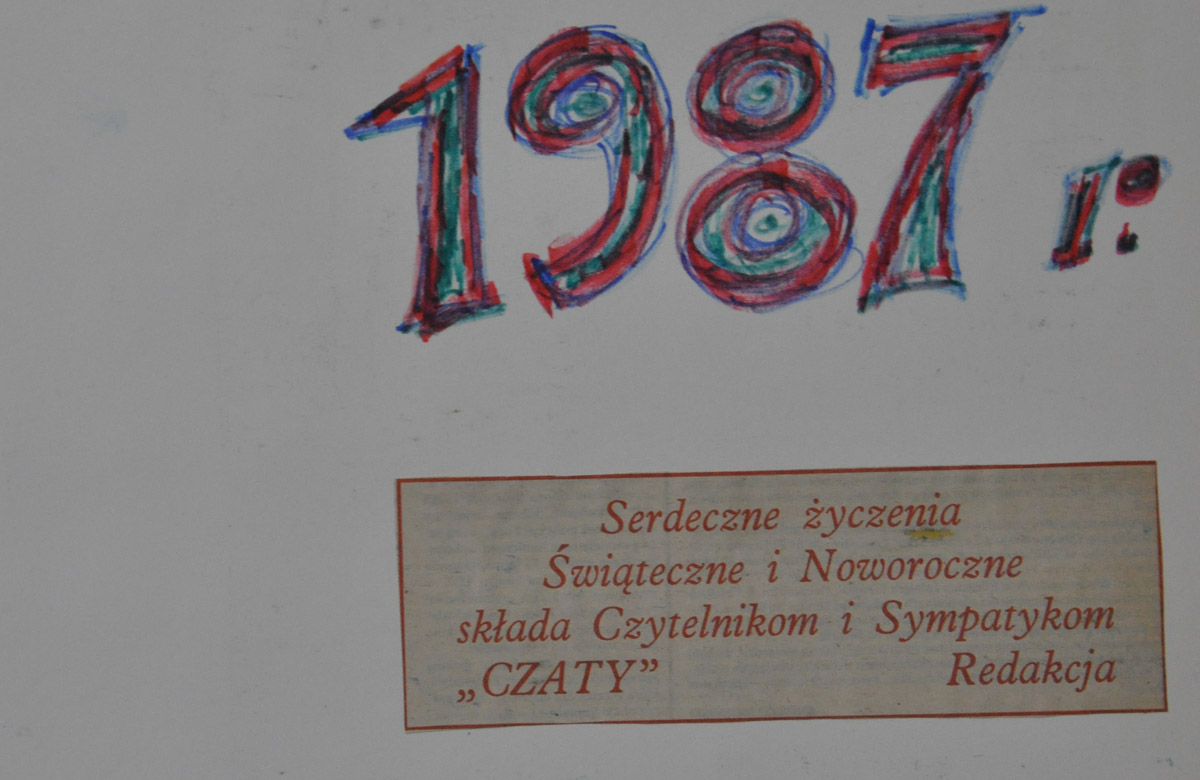 1987 r.
Serdeczne życzenia
Świąteczne i Noworoczne
składa Czytelnikom i Sympatykom
„CZATY” Redakcja